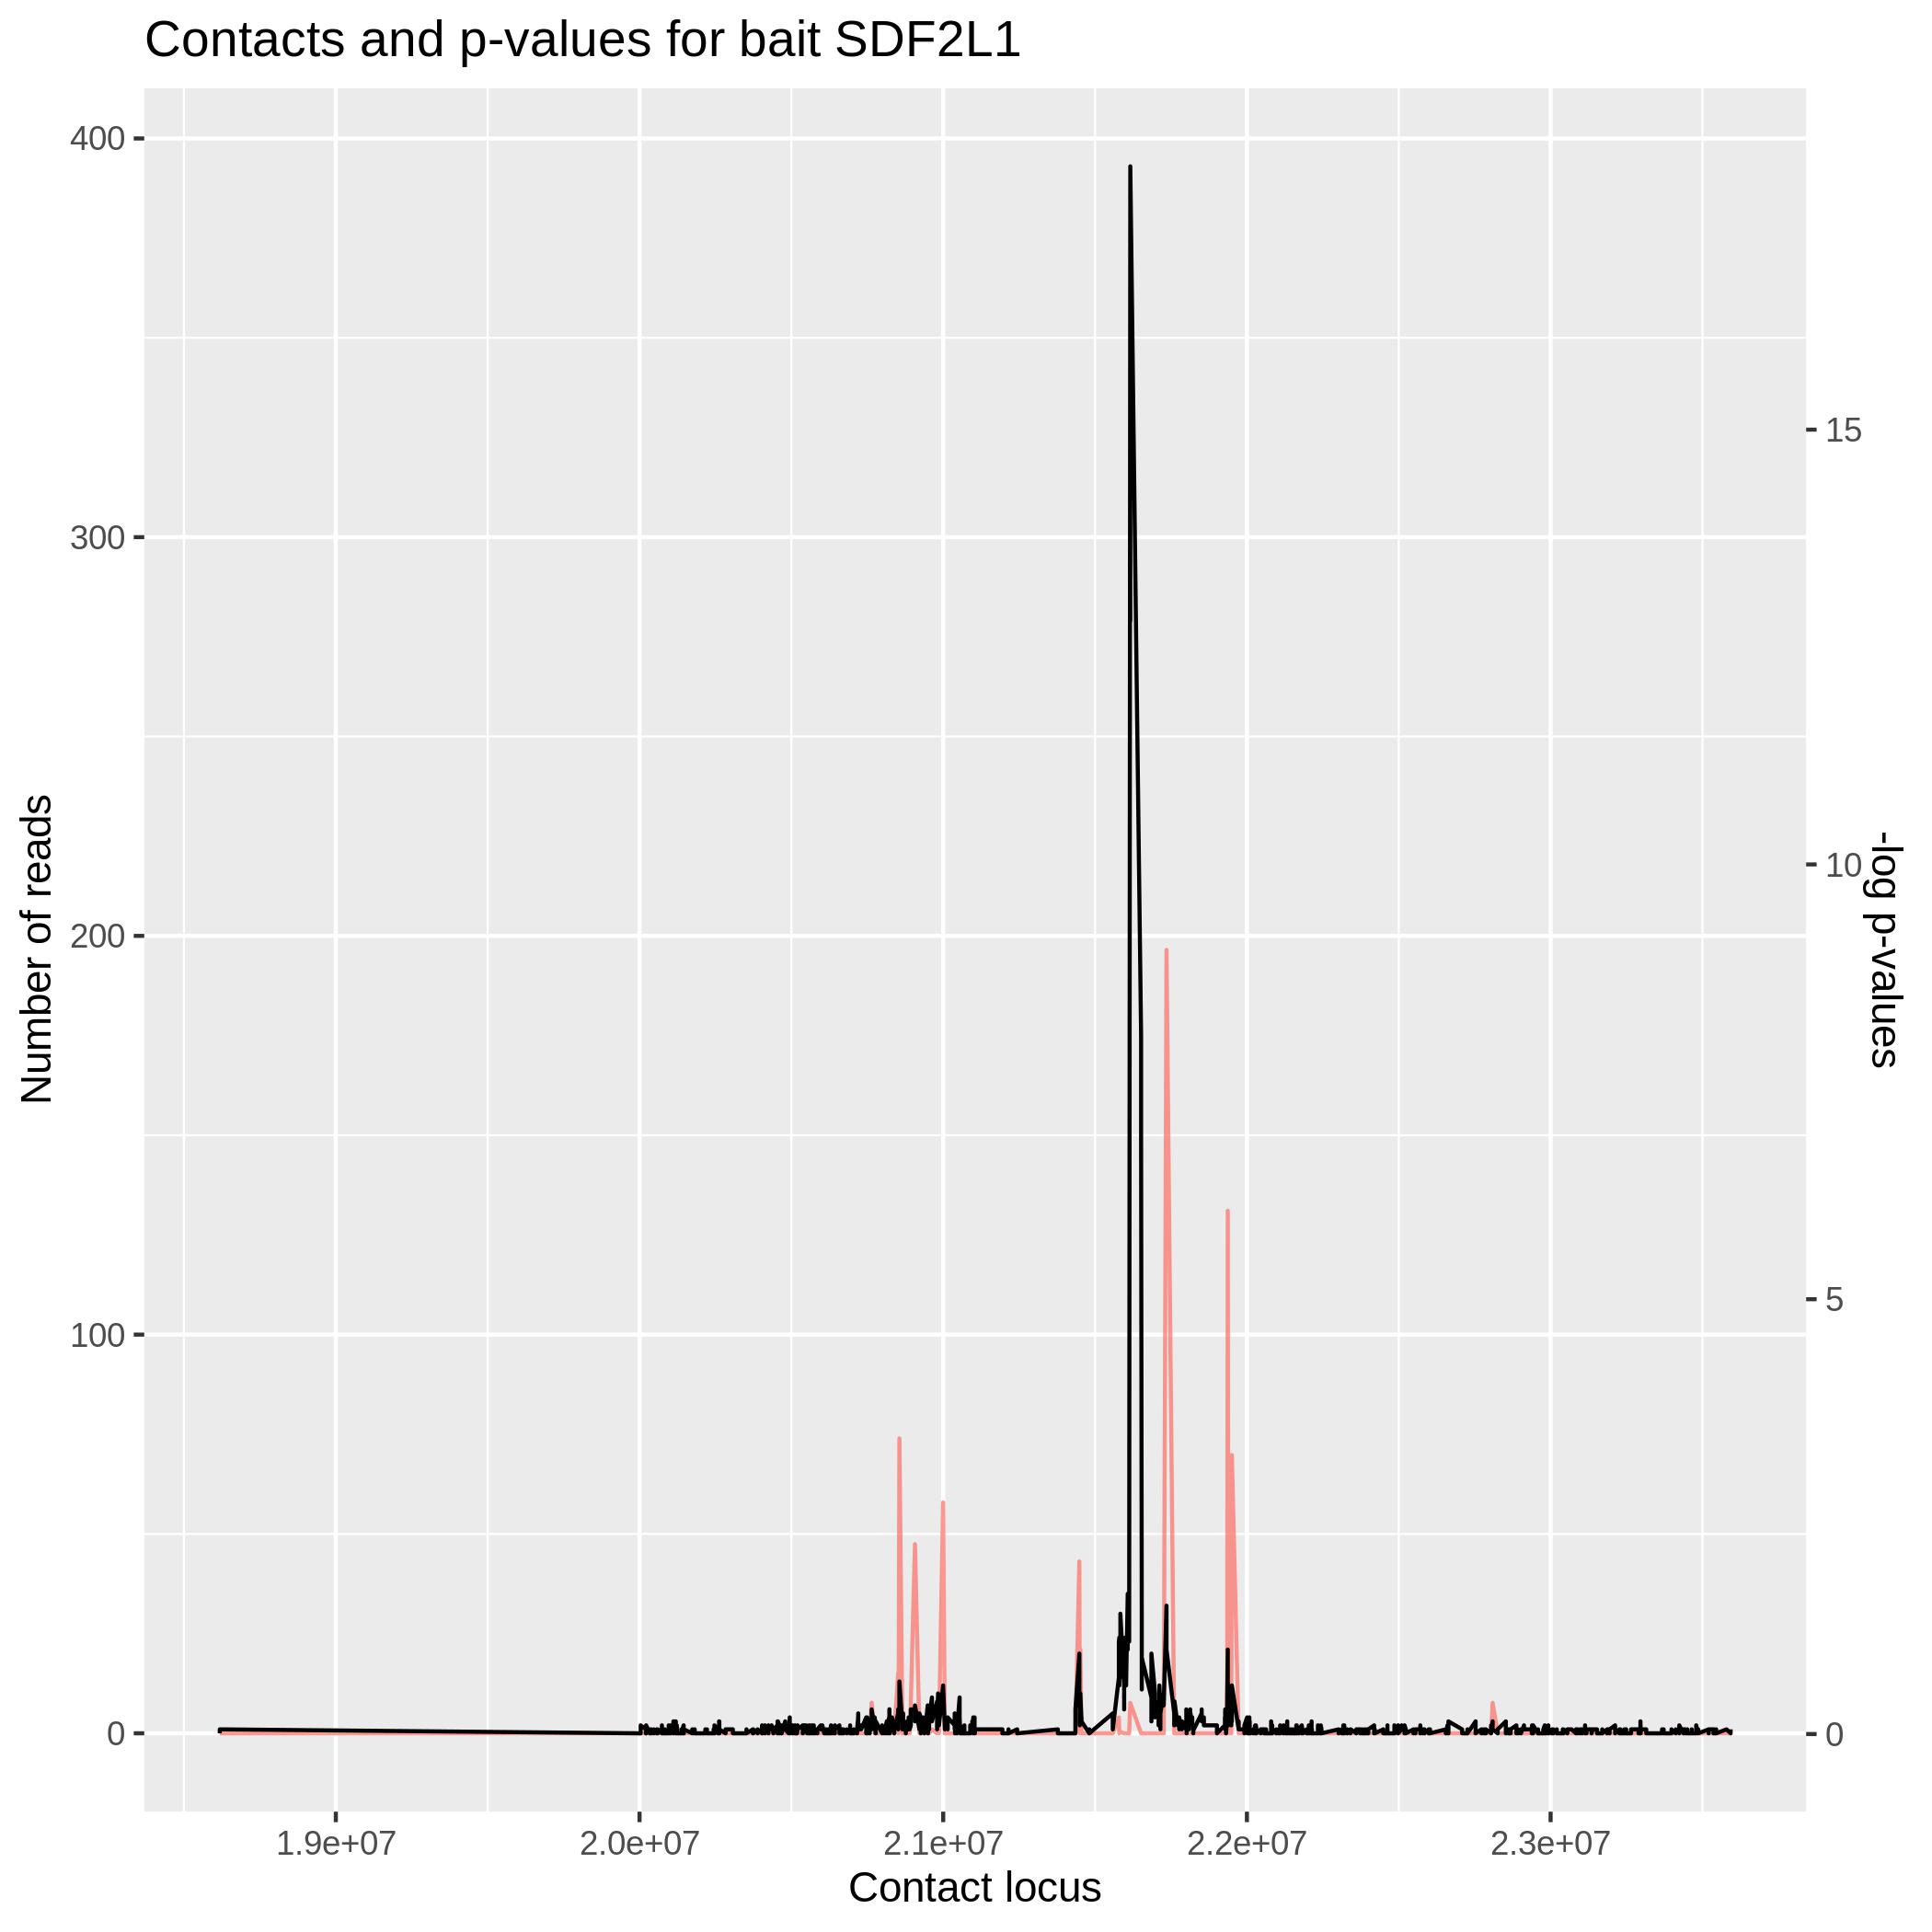 Contacts and p-values for bait SDF2L1
400
300
200
100
0
Number of reads
15
10
5
0
-log p-values
1.9e+07
2.0e+07
2.1e+07
2.2e+07
2.3e+07
Contact locus